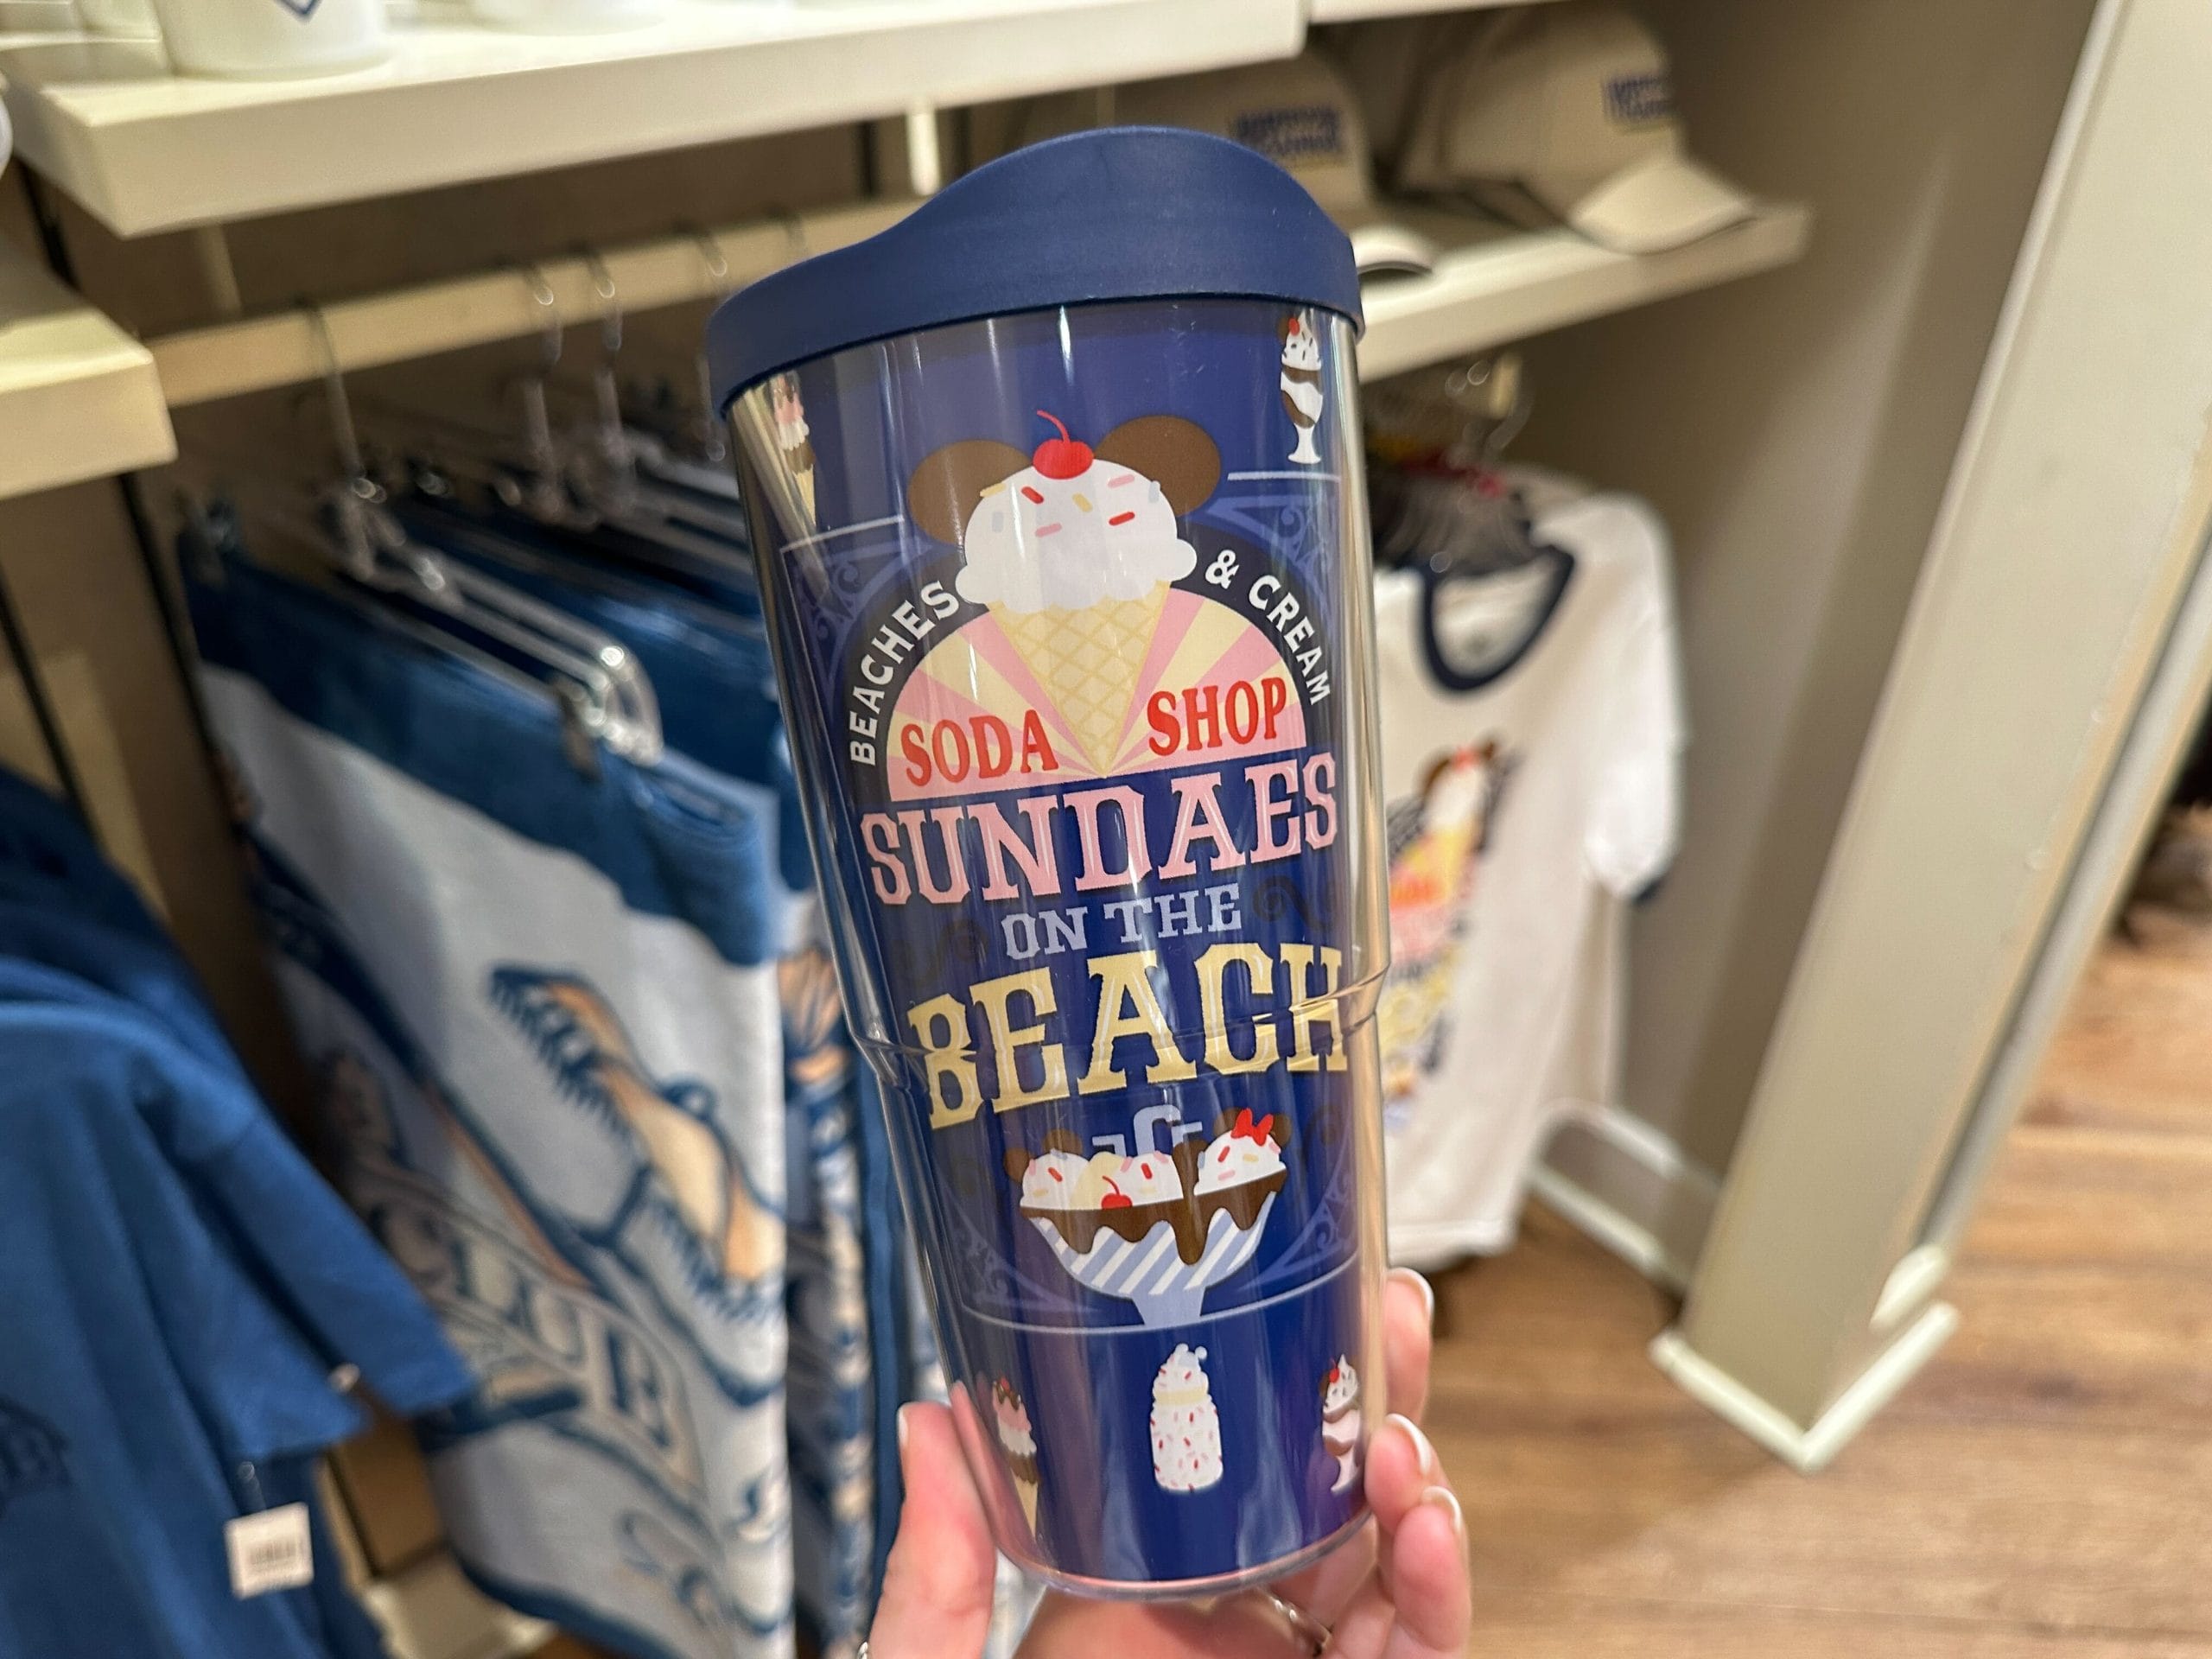 BEACHES & CREAM
SODA SHOP
SUNDAES
ON THE
BEACH